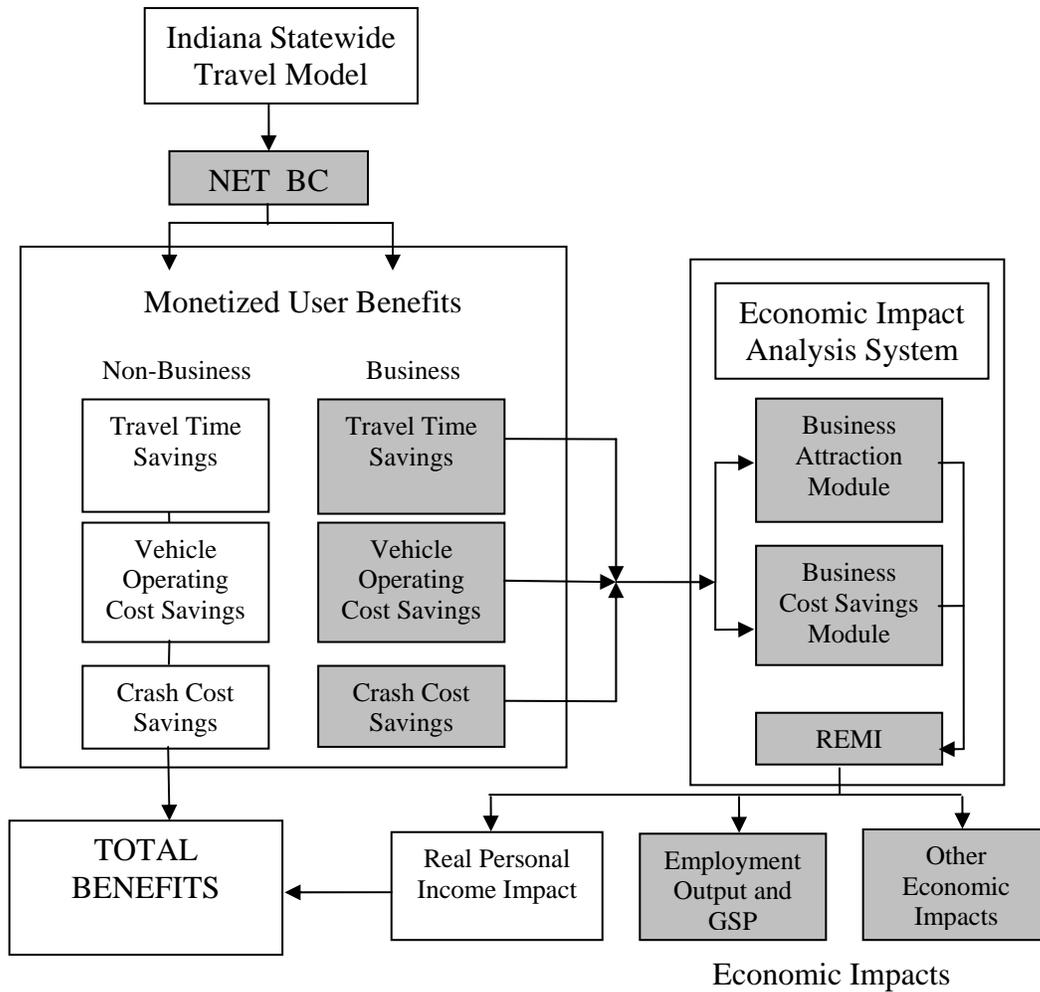 Indiana Statewide
Travel Model
NET BC
Monetized User Benefits
Non-Business
Business
Travel Time
Savings
Vehicle
Operating
Cost Savings
Crash Cost
Savings
Travel Time
Savings
Vehicle
Operating
Cost Savings
Crash Cost
Savings
Economic Impact
Analysis System
Business
Attraction
Module
Business
Cost Savings
Module
REMI
TOTAL
BENEFITS
Real Personal
Income Impact
Employment
Output and
GSP
Other
Economic
Impacts
Economic Impacts